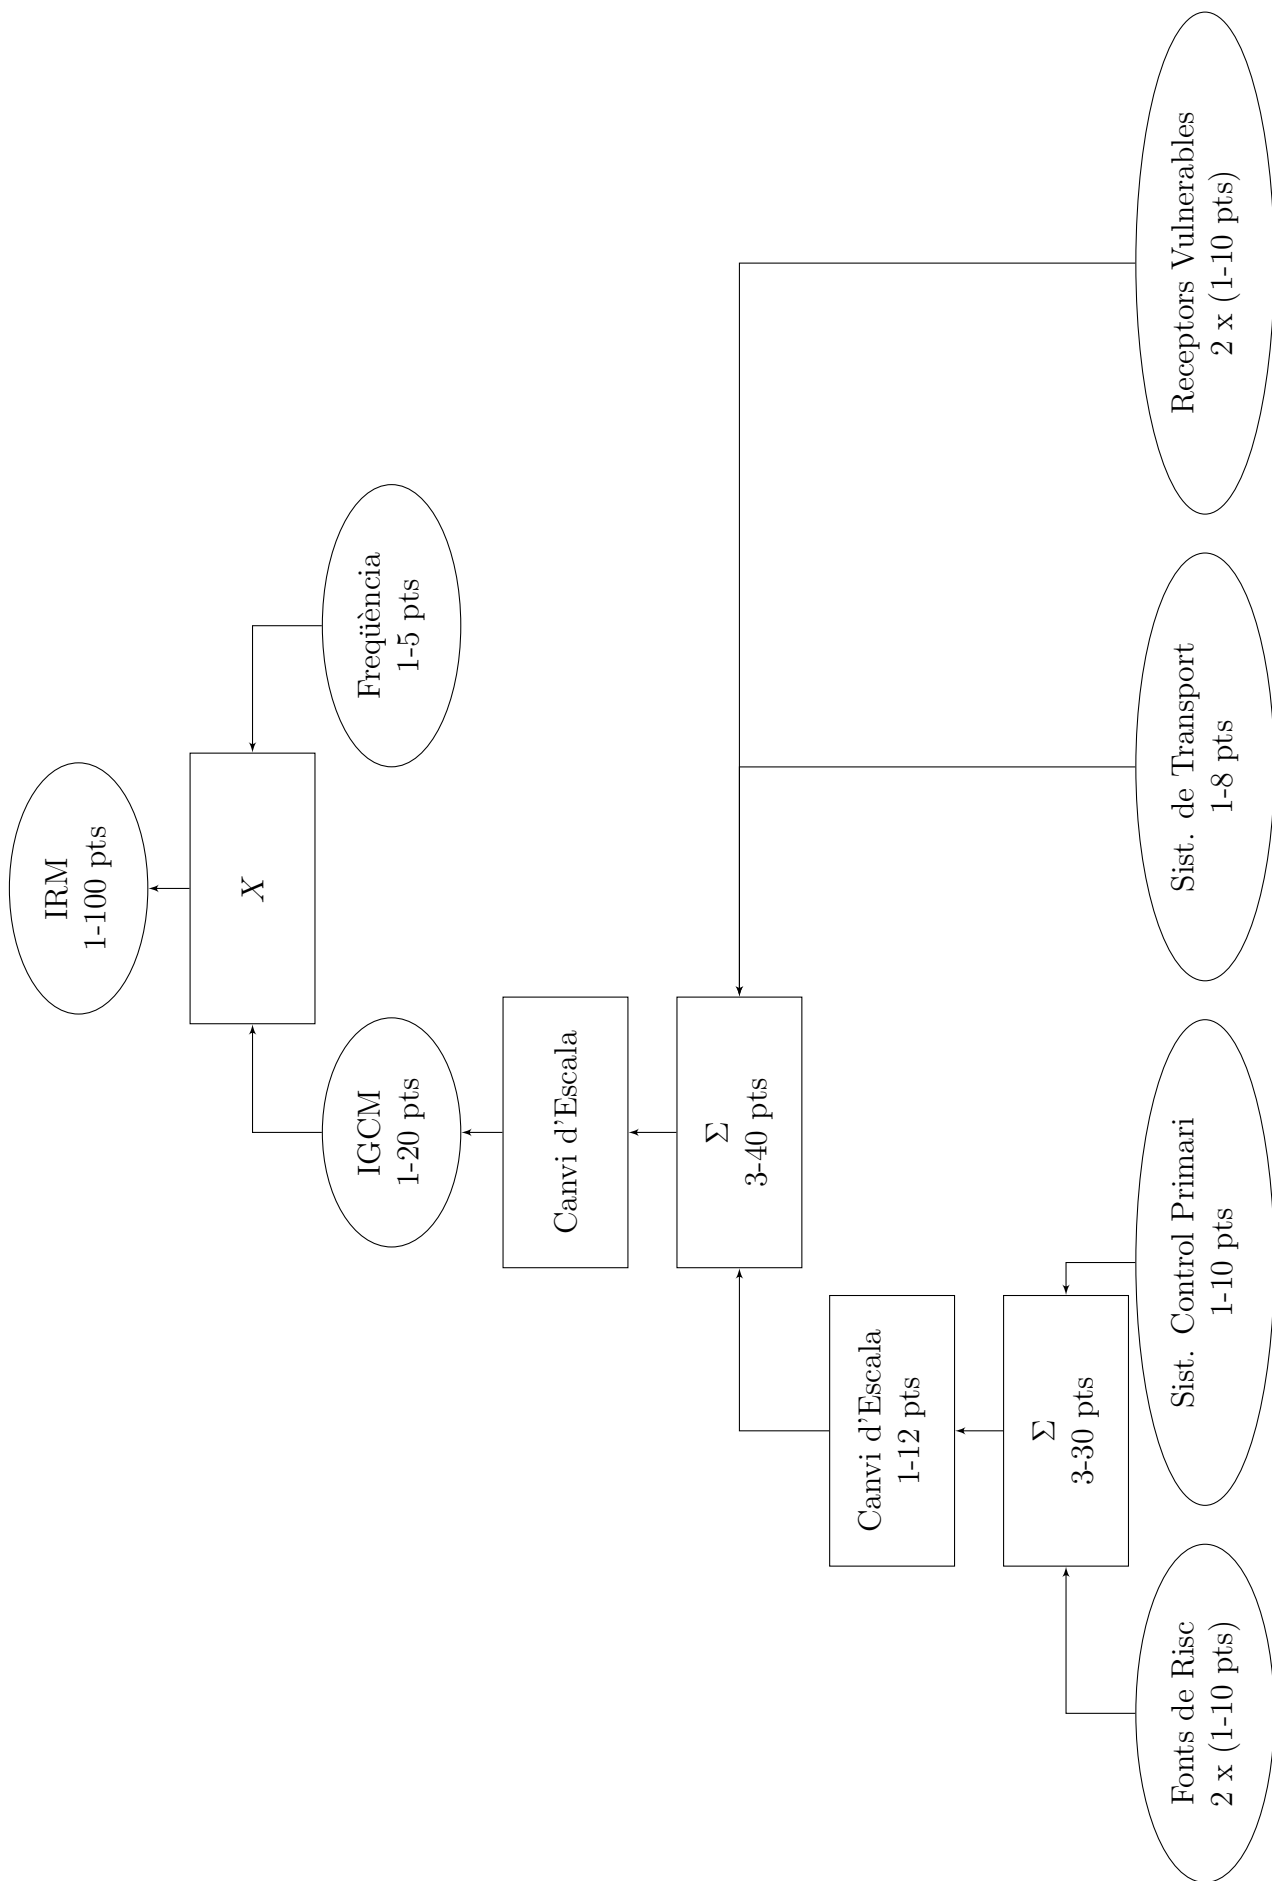 IRM
1-100 pts
X
IGCM
1-20 pts
Freqüència
1-5 pts
Canvi d'Escala
Σ
3-40 pts
Canvi d'Escala
1-12 pts
Σ
3-30 pts
Fonts de Risc
2 x (1-10 pts)
Sist. Control Primari
1-10 pts
Sist. de Transport
1-8 pts
Receptors Vulnerables
2 x (1-10 pts)